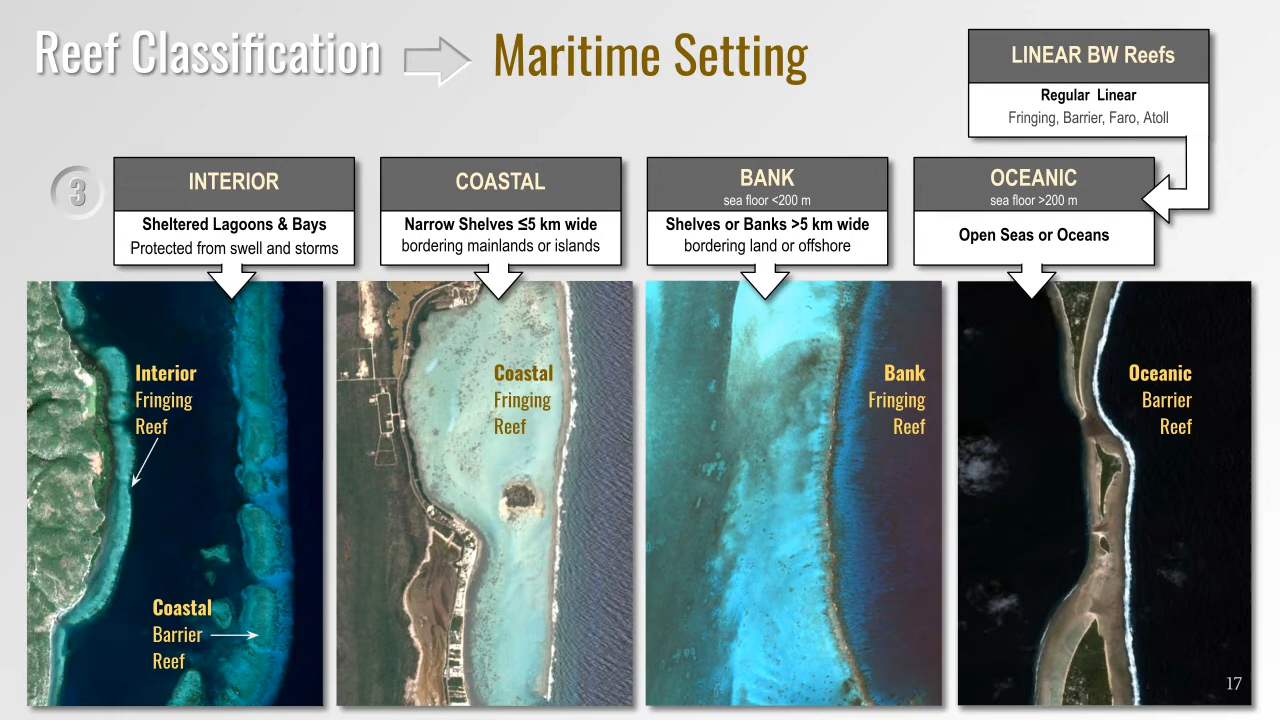 Reef Classification
Maritime Setting
LINEAR BW Reefs
Regular Linear
Fringing, Barrier, Faro, Atoll
3
INTERIOR
Sheltered Lagoons & Bays
Protected from swell and storms
COASTAL
Narrow Shelves ≤5 km wide
bordering mainlands or islands
BANK
sea floor <200 m
Shelves or Banks >5 km wide
bordering land or offshore
OCEANIC
sea floor >200 m
Open Seas or Oceans
Interior
Fringing
Reef
Coastal
Barrier
Reef
Coastal
Fringing
Reef
Bank
Fringing
Reef
Oceanic
Barrier
Reef
17